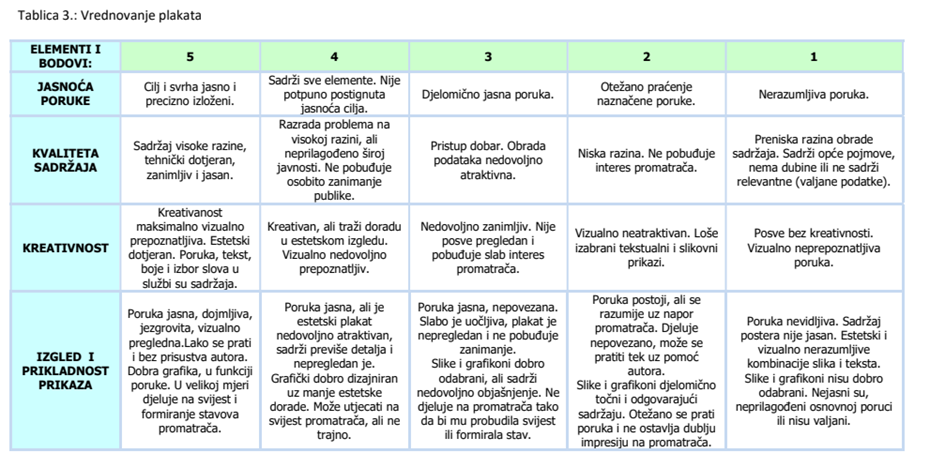 Tablica 3.: Vrednovanje plakata
ELEMENTI I
BODOVI:
5
4
3
2
1
JASNOĆA
PORUKE
Cilj i svrha jasno i
precizno izloženi.
Sadrži sve elemente. Nije
potpuno postignuta
jasnoća cilja.
Djelomično jasna poruka.
Otežano praćenje
naznačene poruke.
Nerazumljiva poruka.
KVALITETA
SADRŽAJA
Sadržaj visoke razine,
tehnički dotjeran,
zanimljiv i jasan.
Razrada problema na
visokoj razini, ali
neprilagođeno široj
javnosti. Ne pobuđuje
osobito zanimanje
publike.
Pristup dobar. Obrada
podataka nedovoljno
atraktivna.
Niska razina. Ne pobuđuje
interes promatrača.
Preniska razina obrade
sadržaja. Sadrži opće pojmove,
nema dubine ili ne sadrži
relevantne (valjane podatke).
KREATIVNOST
Kreativanost
maksimalno vizualno
prepoznatljiva. Estetski
dotjeran. Poruka, tekst,
boje i izbor slova u
službi su sadržaja.
Kreativan, ali traži doradu
u estetskom izgledu.
Vizualno nedovoljno
prepoznatljiv.
Nedovoljno zanimljiv. Nije
posve pregledan i
pobuđuje slab interes
promatrača.
Vizualno neatraktivan. Loše
izabrani tekstualni i slikovni
prikazi.
Posve bez kreativnosti.
Vizualno neprepoznatljiva
poruka.
IZGLED I
PRIKLADNOST
PRIKAZA
Poruka jasna, dojmljiva,
jezgrovita, vizualno
pregledna.Lako se prati
i bez prisustva autora.
Dobra grafika, u funkciji
poruke. U velikoj mjeri
djeluje na svijest i
formiranje stavova
promatrača.
Poruka jasna, ali je
estetski plakat
nedovoljno atraktivan,
sadrži previše detalja i
nepregledan je.
Grafički dobro dizajniran
uz manje estetske
dorade. Može utjecati na
svijest promatrača, ali ne
trajno.
Poruka jasna, nepovezana.
Slabo je uočljiva, plakat je
nepregledan i ne pobuđuje
zanimanje.
Slike i grafikoni dobro
odabrani, ali sadrži
nedovoljno objašnjenje. Ne
djeluje na promatrača tako
da bi mu probudila svijest
ili formirala stav.
Poruka postoji, ali se
razumije uz napor
promatrača. Djeluje
nepovezano, može se
pratiti tek uz pomoć
autora.
Slike i grafikoni djelomično
točni i odgovarajući
sadržaju. Otežano se prati
poruka i ne ostavlja dublju
impresiju na promatrača.
Poruka nevidljiva. Sadržaj
postera nije jasan. Estetski i
vizualno nerazumljive
kombinacije slika i teksta.
Slike i grafikoni nisu dobro
odabrani. Nejasni su,
neprilagođeni osnovnoj poruci
ili nisu valjani.